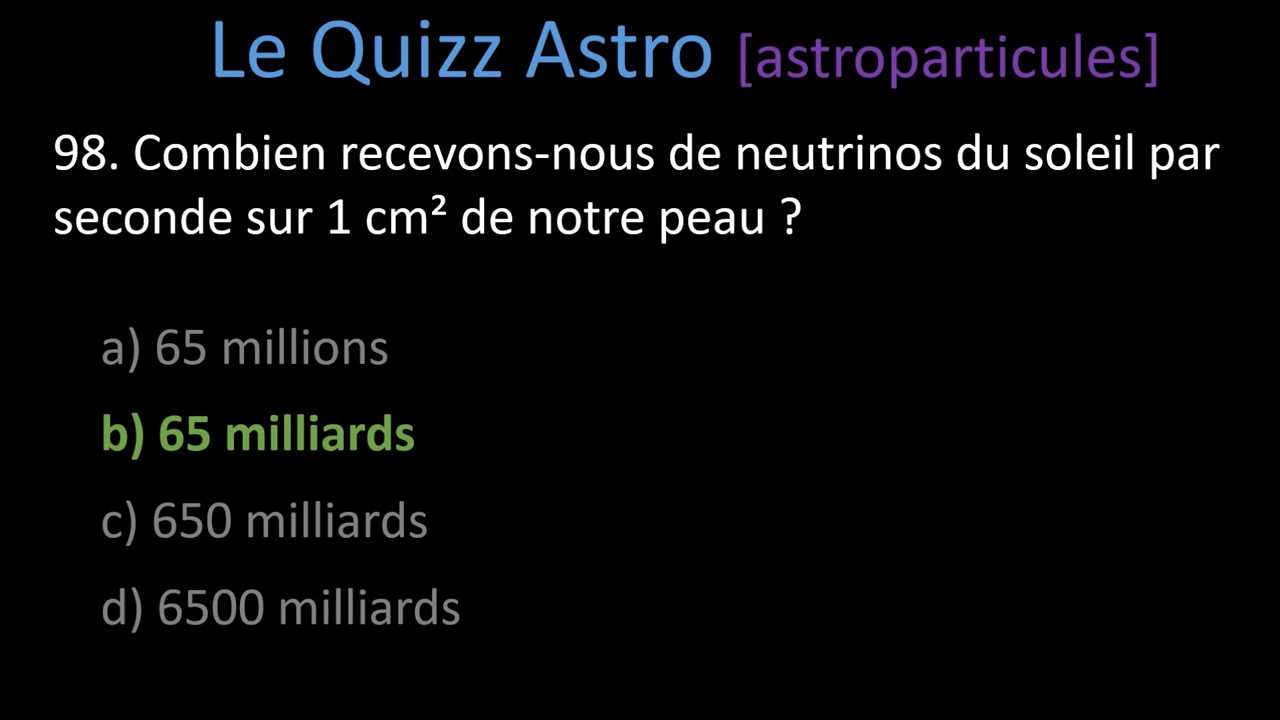 Le Quizz Astro [astroparticules]
98. Combien recevons-nous de neutrinos du soleil par
seconde sur 1 cm² de notre peau ?
a) 65 millions
b) 65 milliards
c) 650 milliards
d) 6500 milliards